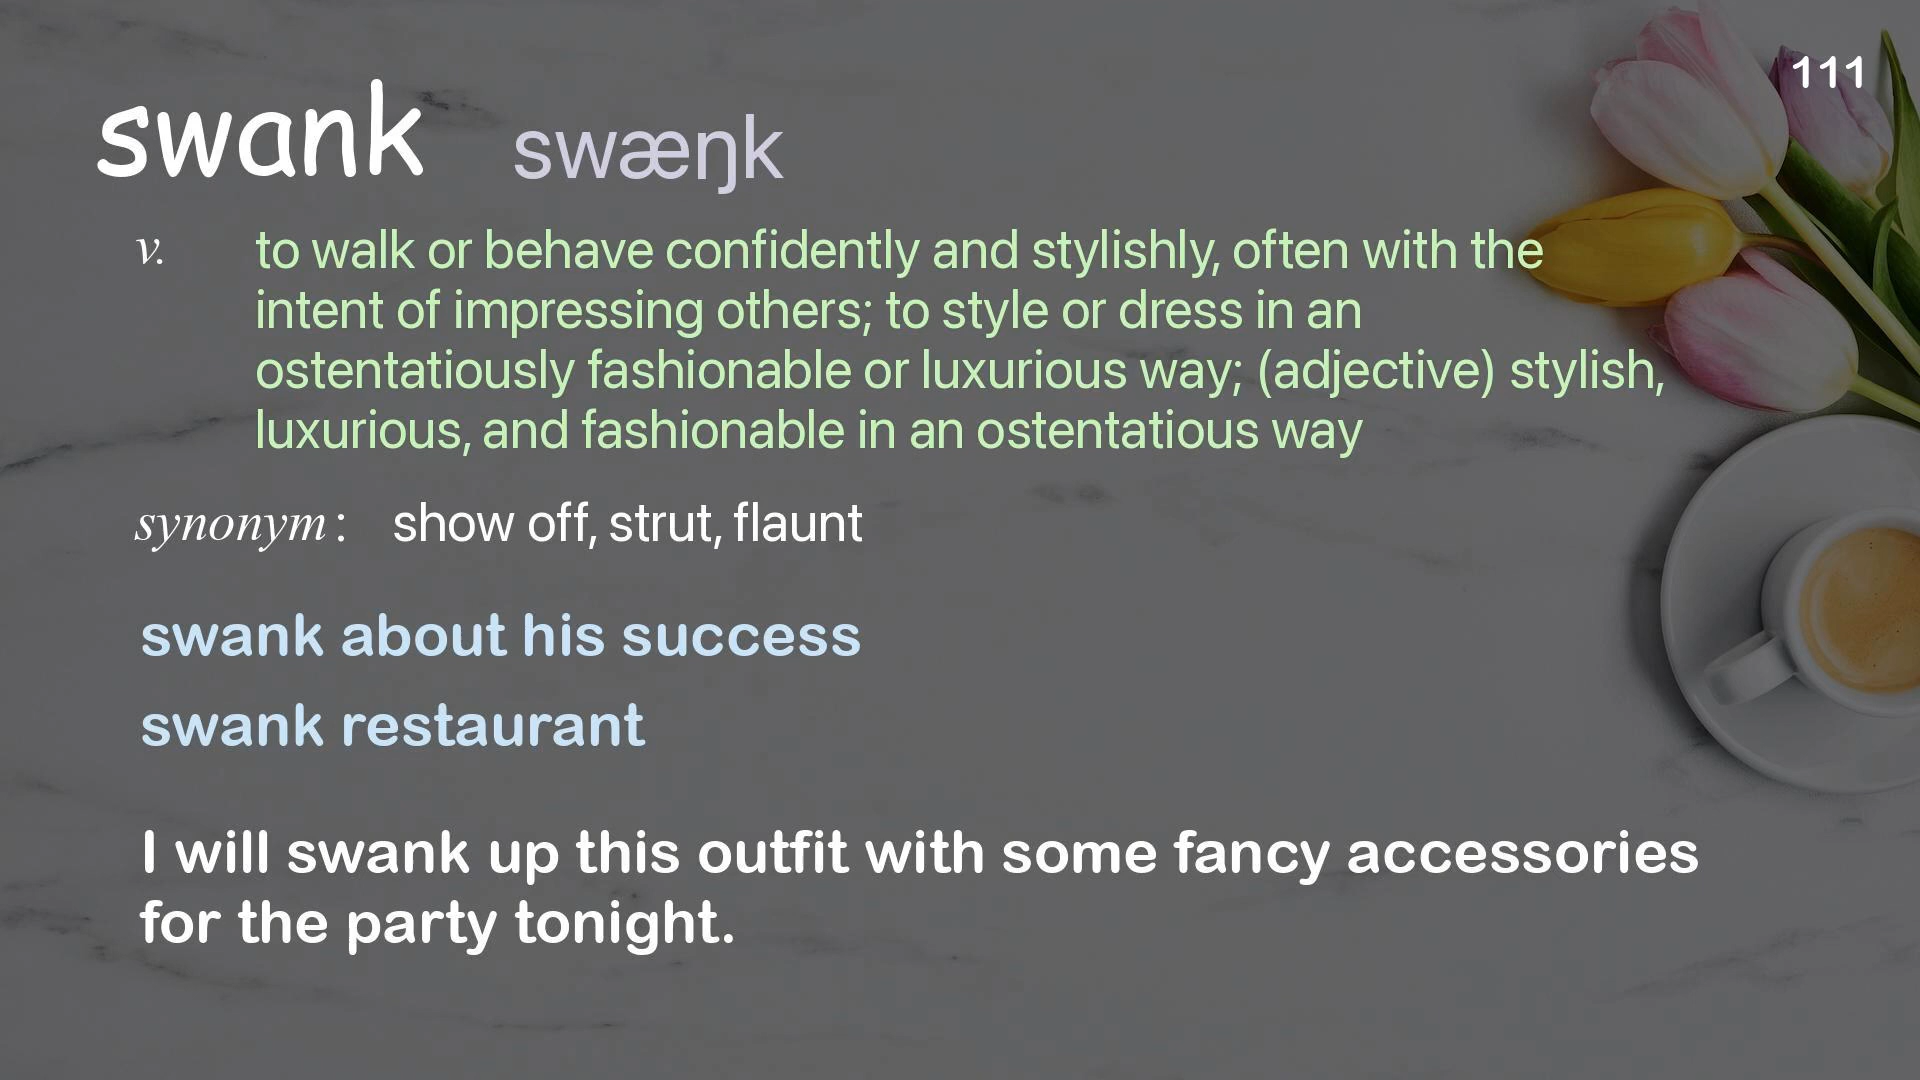 111
swank swæŋk
v. to walk or behave confidently and stylishly, often with the
intent of impressing others; to style or dress in an
ostentatiously fashionable or luxurious way; (adjective) stylish,
luxurious, and fashionable in an ostentatious way
synonym: show off, strut, flaunt
swank about his success
swank restaurant
I will swank up this outfit with some fancy accessories
for the party tonight.